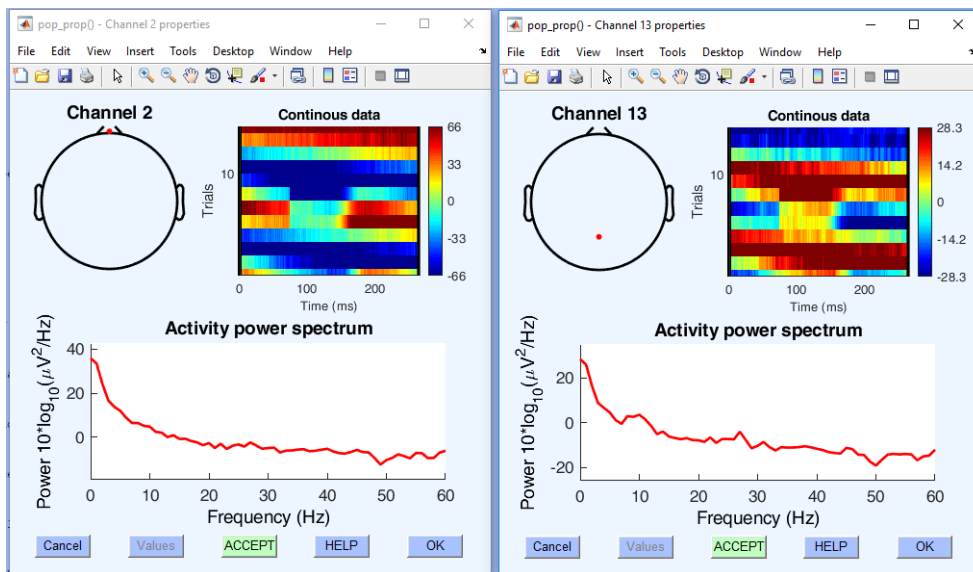 pop_prop() - Channel 2 properties
File Edit View Insert Tools Desktop Window Help
Channel 2
Continous data
66
33
0
-33
-66
10
Trials
0 100 200
Time (ms)
Activity power spectrum
Power 10*log10(μV2/Hz)
40
20
0
0 10 20 30 40 50 60
Frequency (Hz)
Cancel Values ACCEPT HELP OK
pop_prop() - Channel 13 properties
File Edit View Insert Tools Desktop Window Help
Channel 13
Continous data
28.3
14.2
0
-14.2
-28.3
10
Trials
0 100 200
Time (ms)
Activity power spectrum
Power 10*log10(μV2/Hz)
20
0
-20
0 10 20 30 40 50 60
Frequency (Hz)
Cancel Values ACCEPT HELP OK